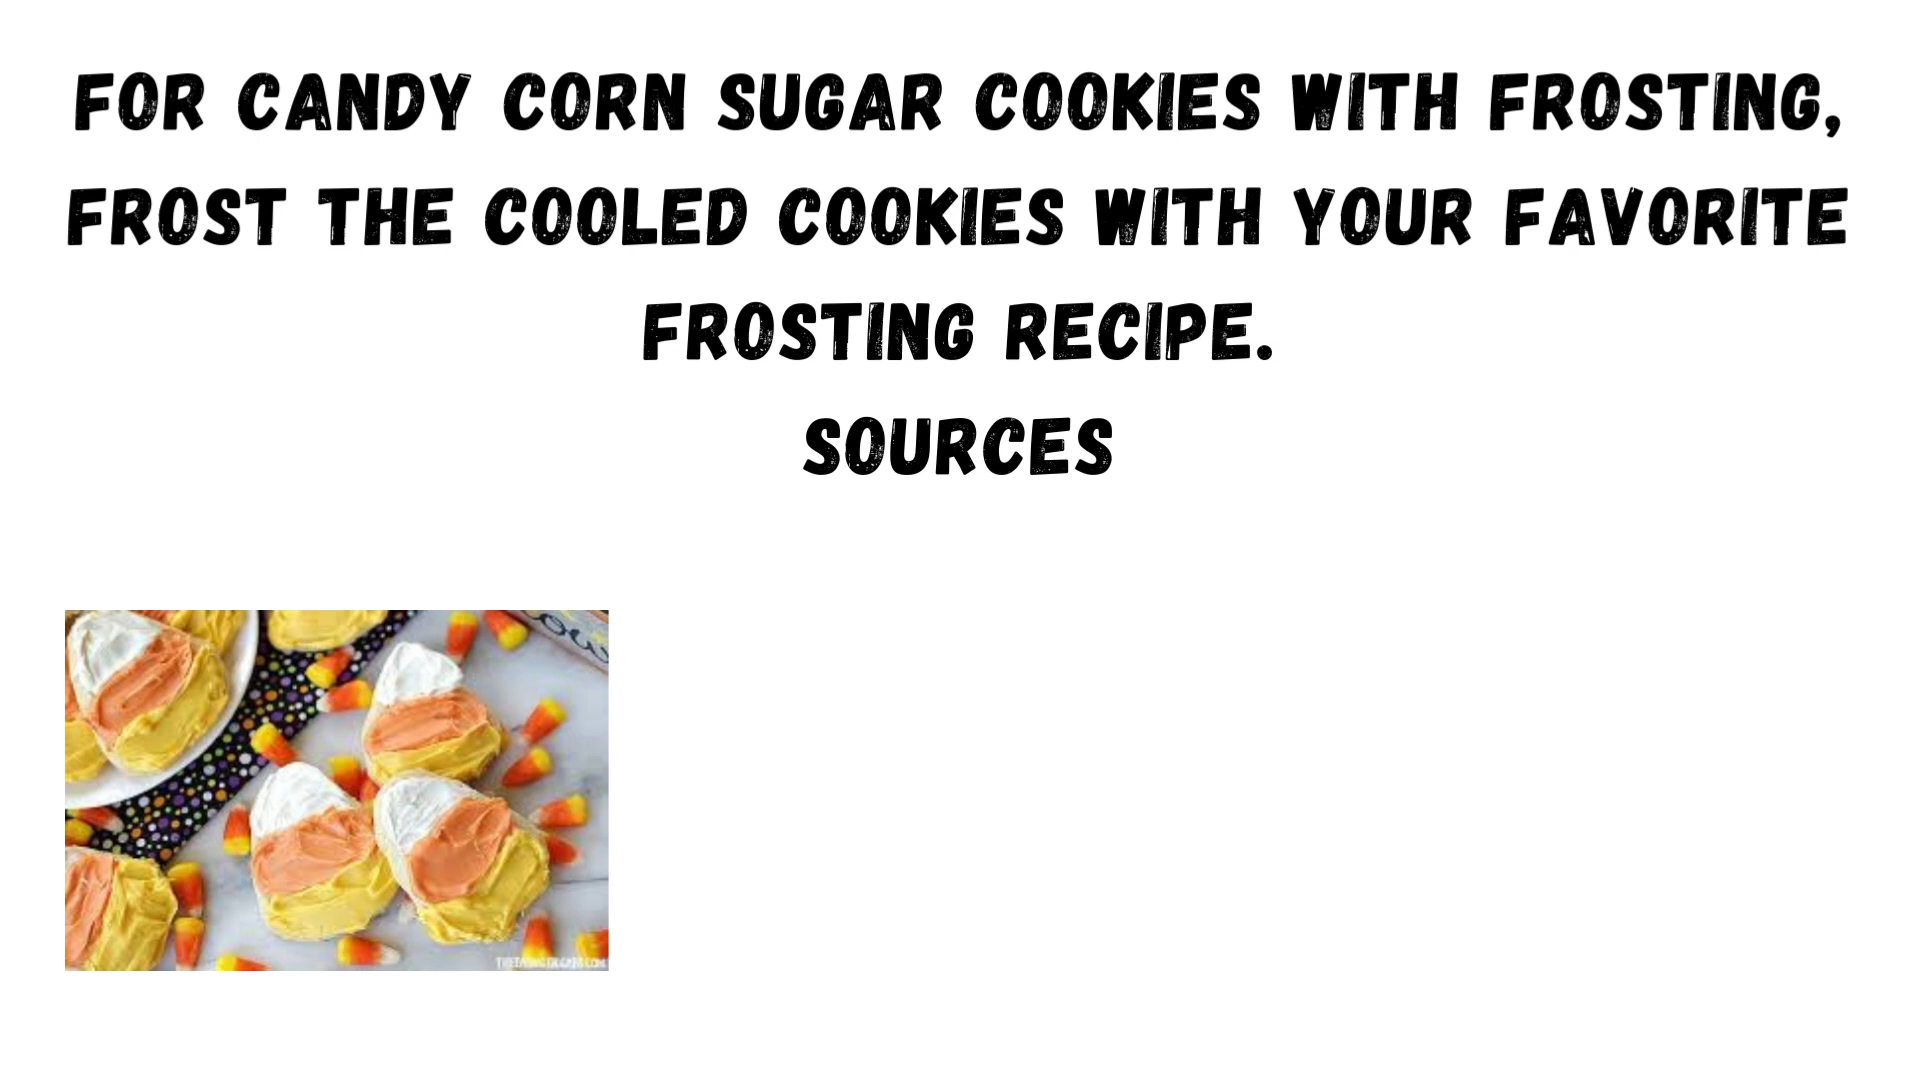 FOR CANDY CORN SUGAR COOKIES WITH FROSTING,
FROST THE COOLED COOKIES WITH YOUR FAVORITE
FROSTING RECIPE.
SOURCES